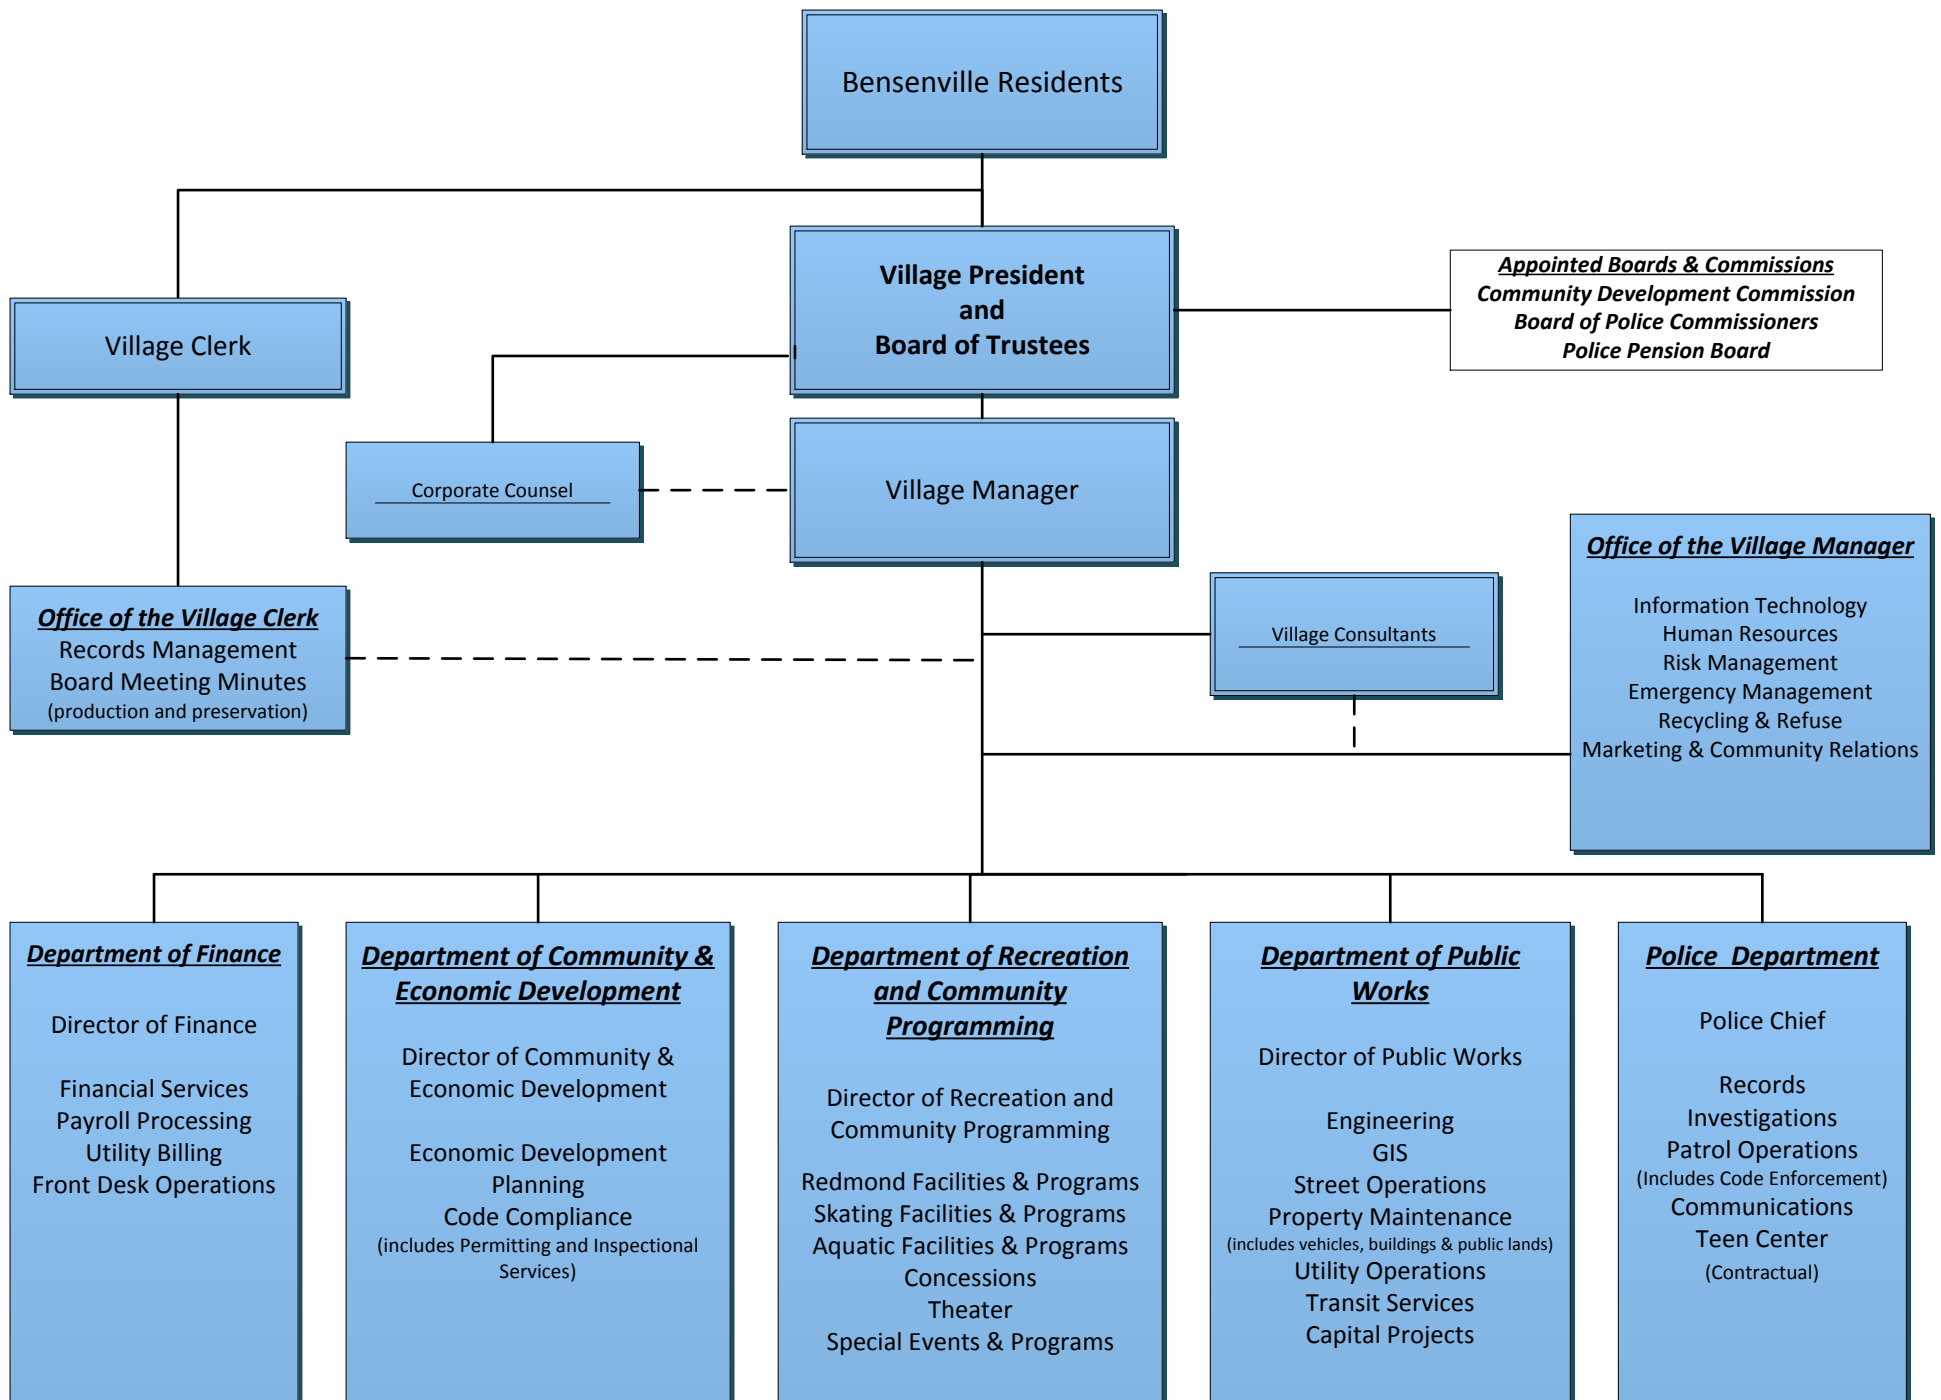 Bensenville Residents
Village President
and
Board of Trustees
Appointed Boards & Commissions
Community Development Commission
Board of Police Commissioners
Police Pension Board
Village Clerk
Corporate Counsel
Village Manager
Office of the Village Manager
Information Technology
Human Resources
Risk Management
Emergency Management
Recycling & Refuse
Marketing & Community Relations
Office of the Village Clerk
Records Management
Board Meeting Minutes
(production and preservation)
Village Consultants
Department of Finance
Director of Finance
Financial Services
Payroll Processing
Utility Billing
Front Desk Operations
Department of Community &
Economic Development
Director of Community &
Economic Development
Economic Development
Planning
Code Compliance
(includes Permitting and Inspectional
Services)
Department of Recreation
and Community
Programming
Director of Recreation and
Community Programming
Redmond Facilities & Programs
Skating Facilities & Programs
Aquatic Facilities & Programs
Concessions
Theater
Special Events & Programs
Department of Public
Works
Director of Public Works
Engineering
GIS
Street Operations
Property Maintenance
(includes vehicles, buildings & public lands)
Utility Operations
Transit Services
Capital Projects
Police  Department
Police Chief
Records
Investigations
Patrol Operations
(Includes Code Enforcement)
Communications
Teen Center
(Contractual)